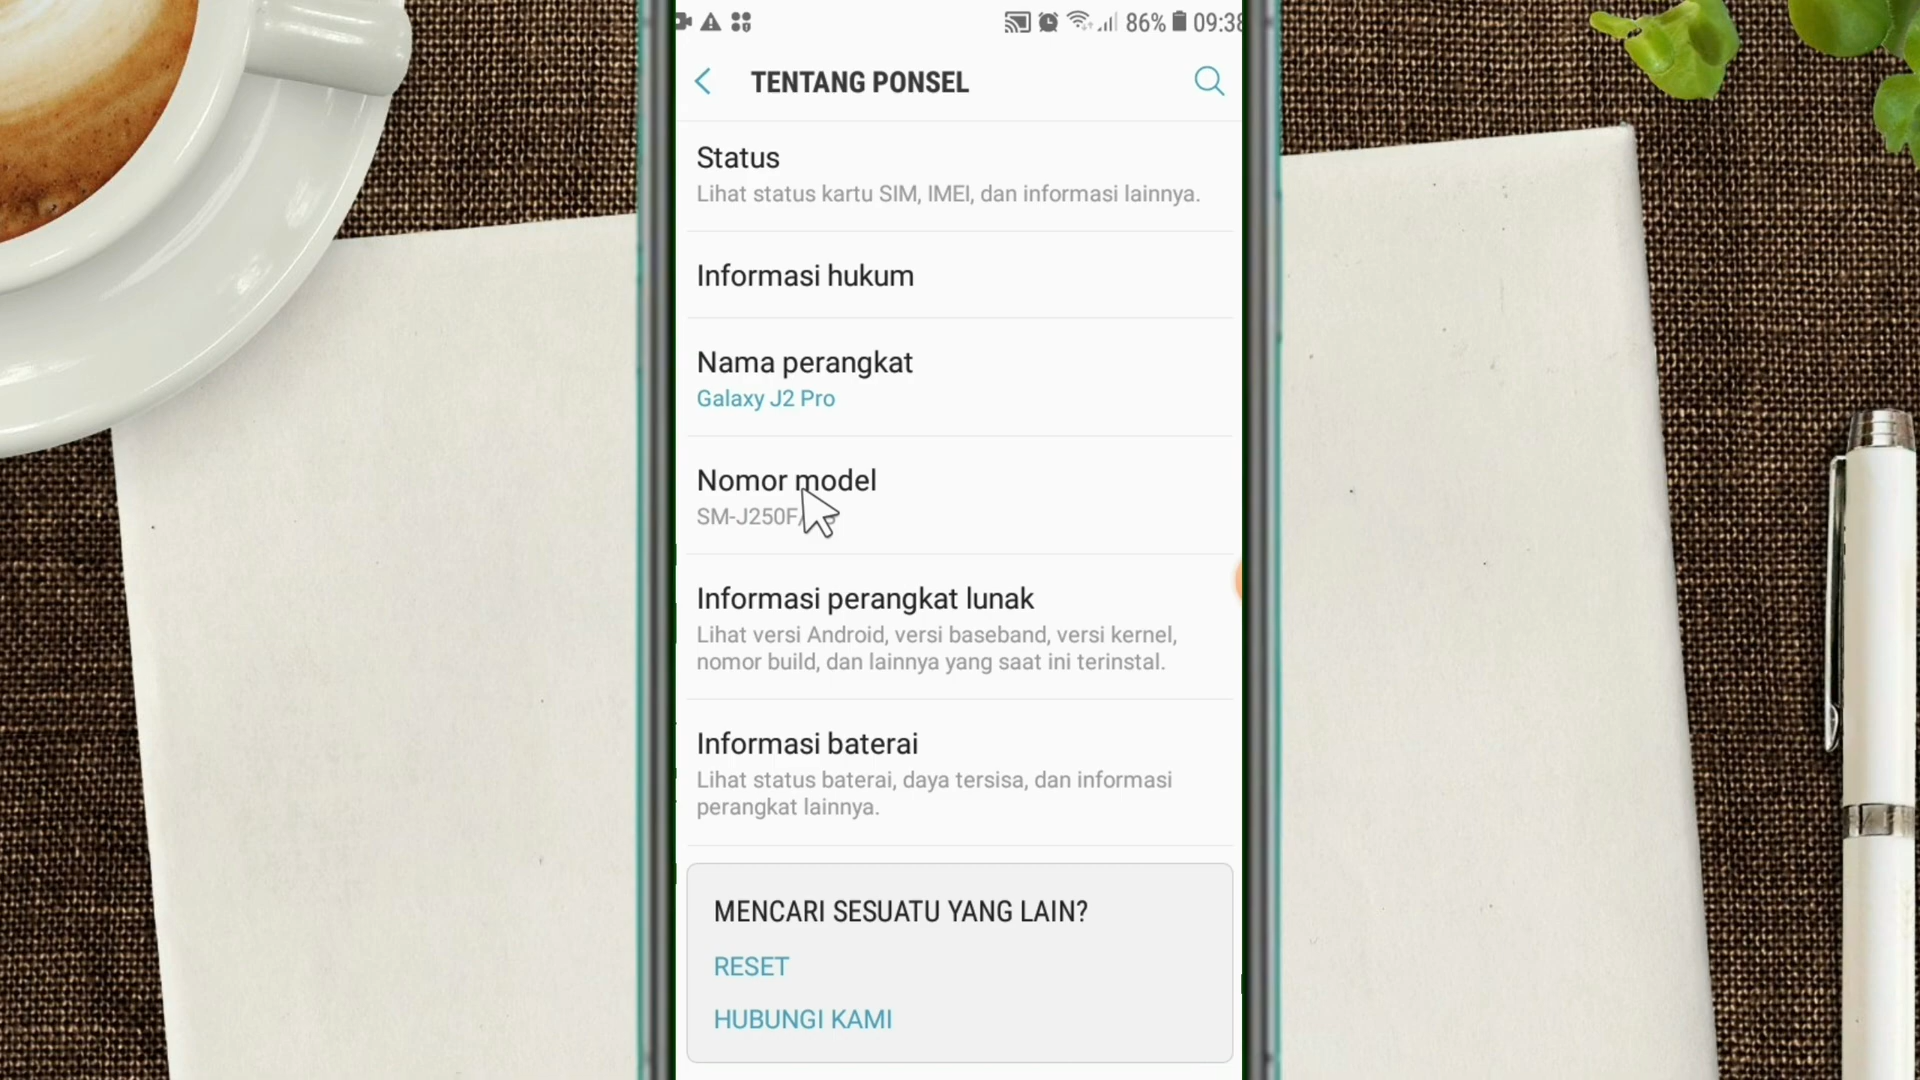 86% 09:38
TENTANG PONSEL
Status
Lihat status kartu SIM, IMEI, dan informasi lainnya.
Informasi hukum
Nama perangkat
Galaxy J2 Pro
Nomor model
Informasi perangkat lunak
Lihat versi Android, versi baseband, versi kernel,
nomor build, dan lainnya yang saat ini terinstal.
Informasi baterai
Lihat status baterai, daya tersisa, dan informasi
perangkat lainnya.
MENCARI SESUATU YANG LAIN?
RESET
HUBUNGI KAMI